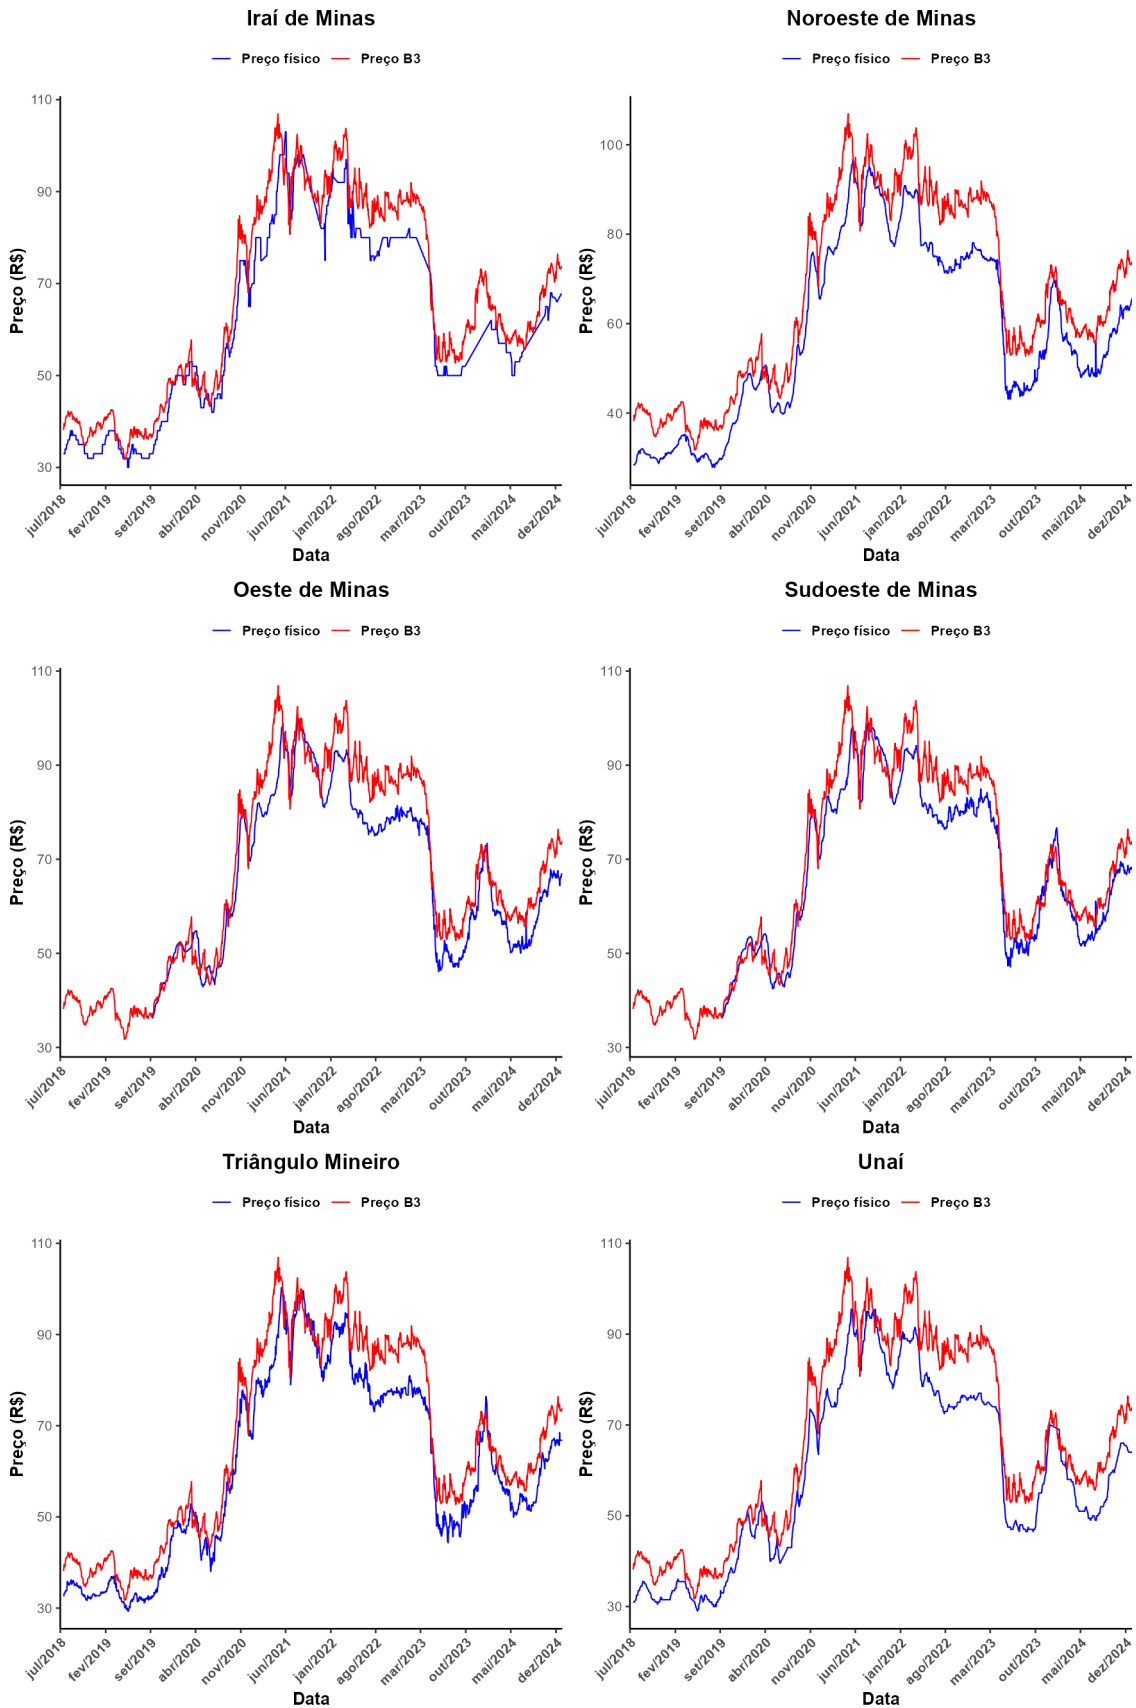 Iraí de Minas
Preço físico Preço B3
Preço (R$)
110
90
70
50
30
jul/2018 fev/2019 set/2019 abr/2020 nov/2020 jun/2021 jan/2022 ago/2022 mar/2023 out/2023 mai/2024 dez/2024
Data
Noroeste de Minas
Preço físico Preço B3
Preço (R$)
100
80
60
40
jul/2018 fev/2019 set/2019 abr/2020 nov/2020 jun/2021 jan/2022 ago/2022 mar/2023 out/2023 mai/2024 dez/2024
Data
Oeste de Minas
Preço físico Preço B3
Preço (R$)
110
90
70
50
30
jul/2018 fev/2019 set/2019 abr/2020 nov/2020 jun/2021 jan/2022 ago/2022 mar/2023 out/2023 mai/2024 dez/2024
Data
Sudoeste de Minas
Preço físico Preço B3
Preço (R$)
110
90
70
50
30
jul/2018 fev/2019 set/2019 abr/2020 nov/2020 jun/2021 jan/2022 ago/2022 mar/2023 out/2023 mai/2024 dez/2024
Data
Triângulo Mineiro
Preço físico Preço B3
Preço (R$)
110
90
70
50
30
jul/2018 fev/2019 set/2019 abr/2020 nov/2020 jun/2021 jan/2022 ago/2022 mar/2023 out/2023 mai/2024 dez/2024
Data
Unaí
Preço físico Preço B3
Preço (R$)
110
90
70
50
30
jul/2018 fev/2019 set/2019 abr/2020 nov/2020 jun/2021 jan/2022 ago/2022 mar/2023 out/2023 mai/2024 dez/2024
Data